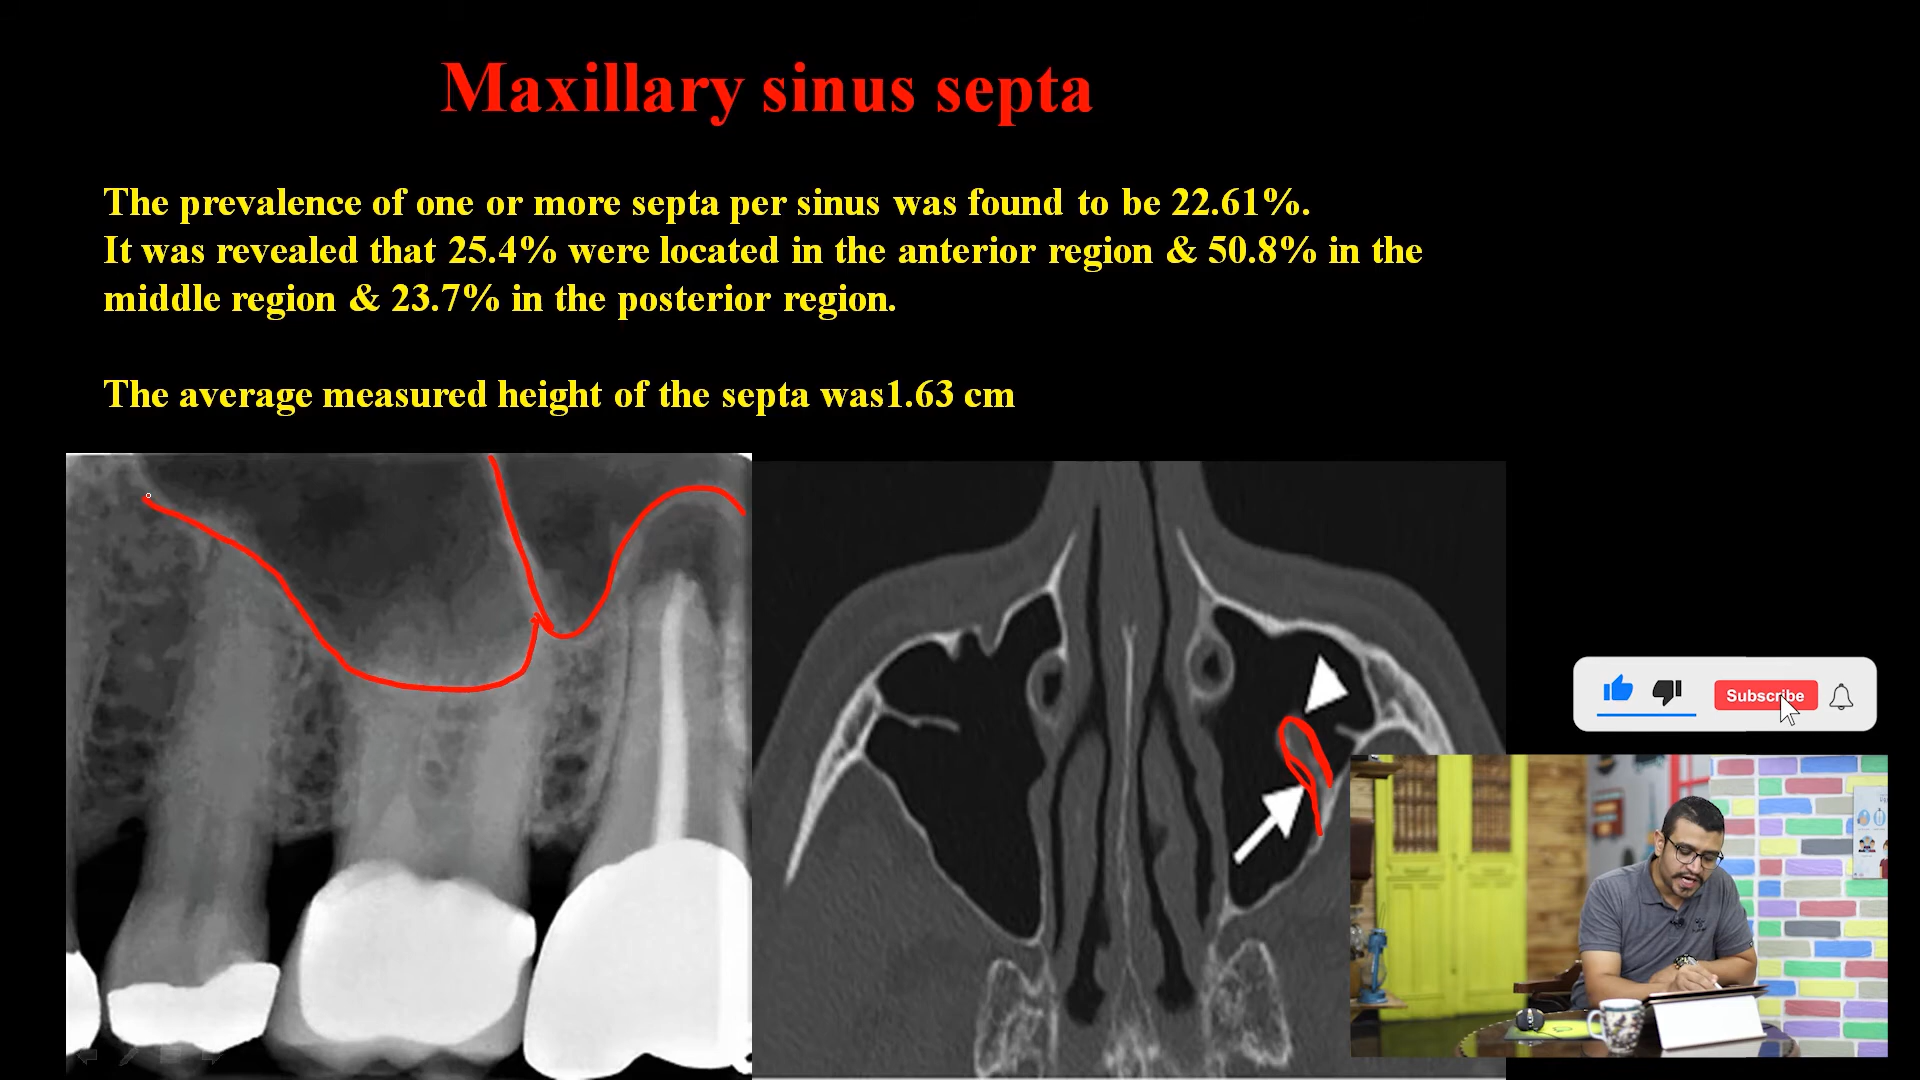 Maxillary sinus septa
The prevalence of one or more septa per sinus was found to be 22.61%.
It was revealed that 25.4% were located in the anterior region & 50.8% in the
middle region & 23.7% in the posterior region.
The average measured height of the septa was1.63 cm
Subscribe